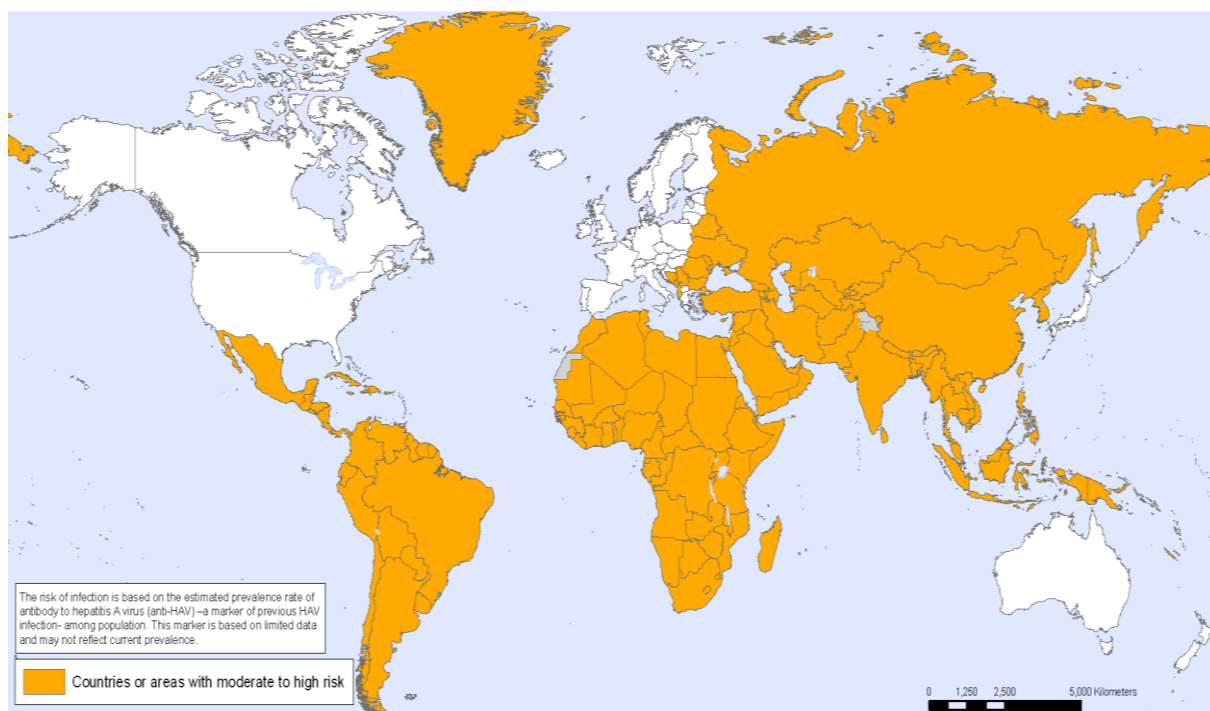 The risk of infection is based on the estimated prevalence rate of
antibody to hepatitis A virus (anti-HAV) –a marker of previous HAV
infection- among population. This marker is based on limited data
and may not reflect current prevalence.
Countries or areas with moderate to high risk
0 1,250 2,500 5,000 Kilometers